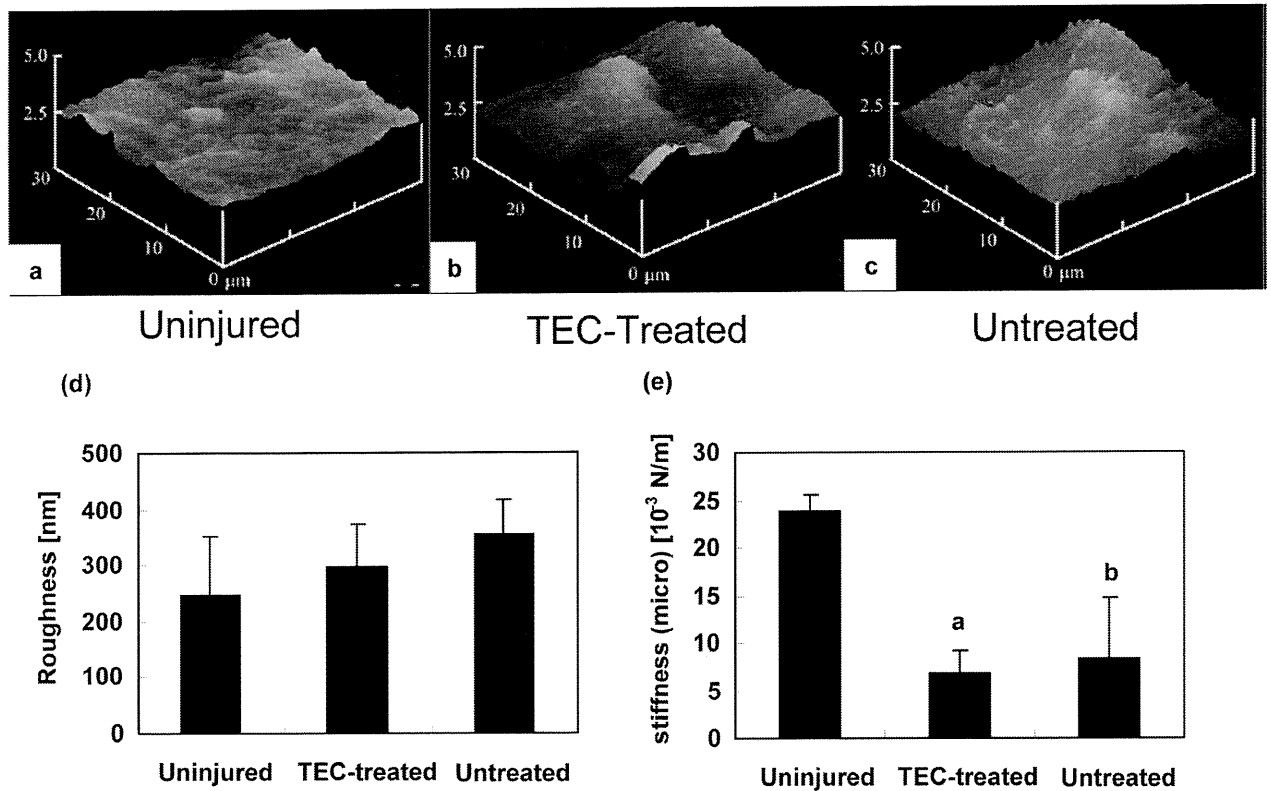 5.0
2.5
30
20
10
0 µm
a
5.0
2.5
30
20
10
0 µm
b
5.0
2.5
30
20
10
0 µm
c
Uninjured
TEC-Treated
Untreated
(d)
(e)
Roughness [nm]
500
400
300
200
100
0
Uninjured TEC-treated Untreated
stiffness (micro) [10⁻³ N/m]
30
25
20
15
10
5
0
a
b
Uninjured TEC-treated Untreated